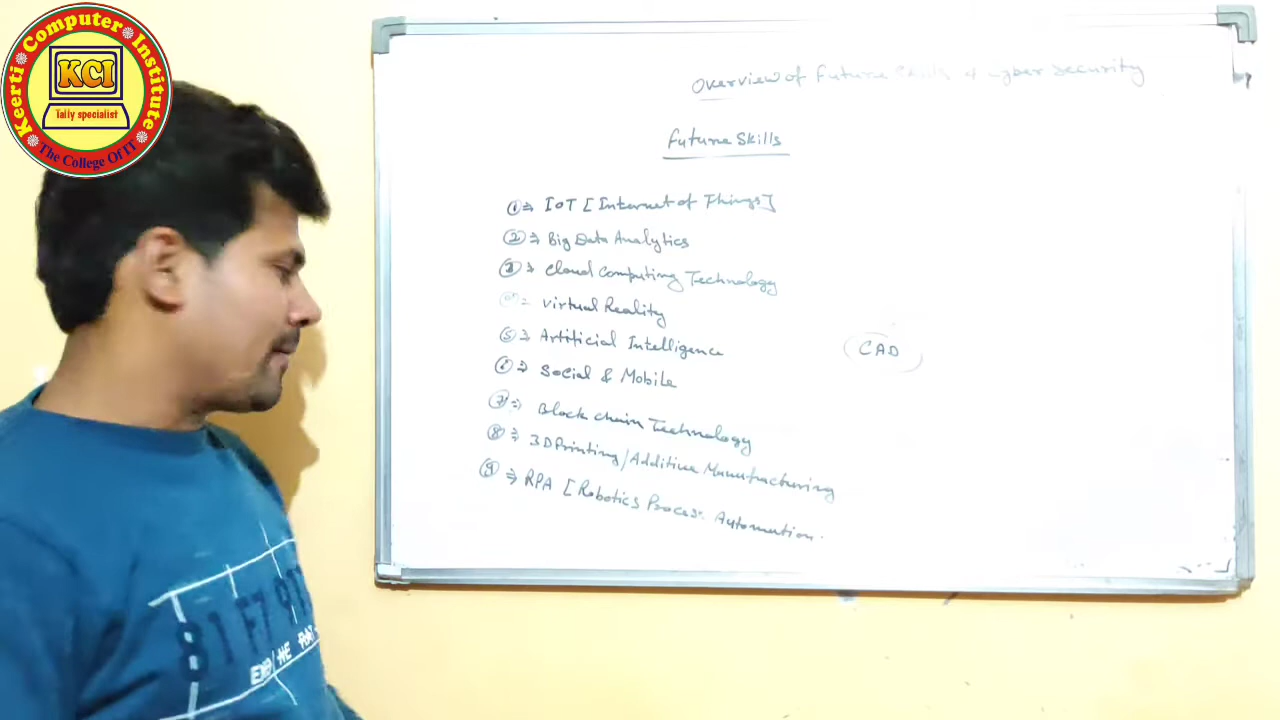 Keerti Computer Institute
KCI
Tally specialist
The College Of IT
Overview of Future Skills & Cyber Security
Future Skills
① ⇒ IOT [Internet of Things]
② ⇒ Big Data Analytics
③ ⇒ Cloud Computing Technology
= Virtual Reality
⑤ ⇒ Artificial Intelligence
⑥ ⇒ Social & Mobile
⑦ ⇒ Block chain Technology
⑧ ⇒ 3D Printing/Additive Manufacturing
⑨ ⇒ RPA [Robotics Process Automation.
CAD
81F79